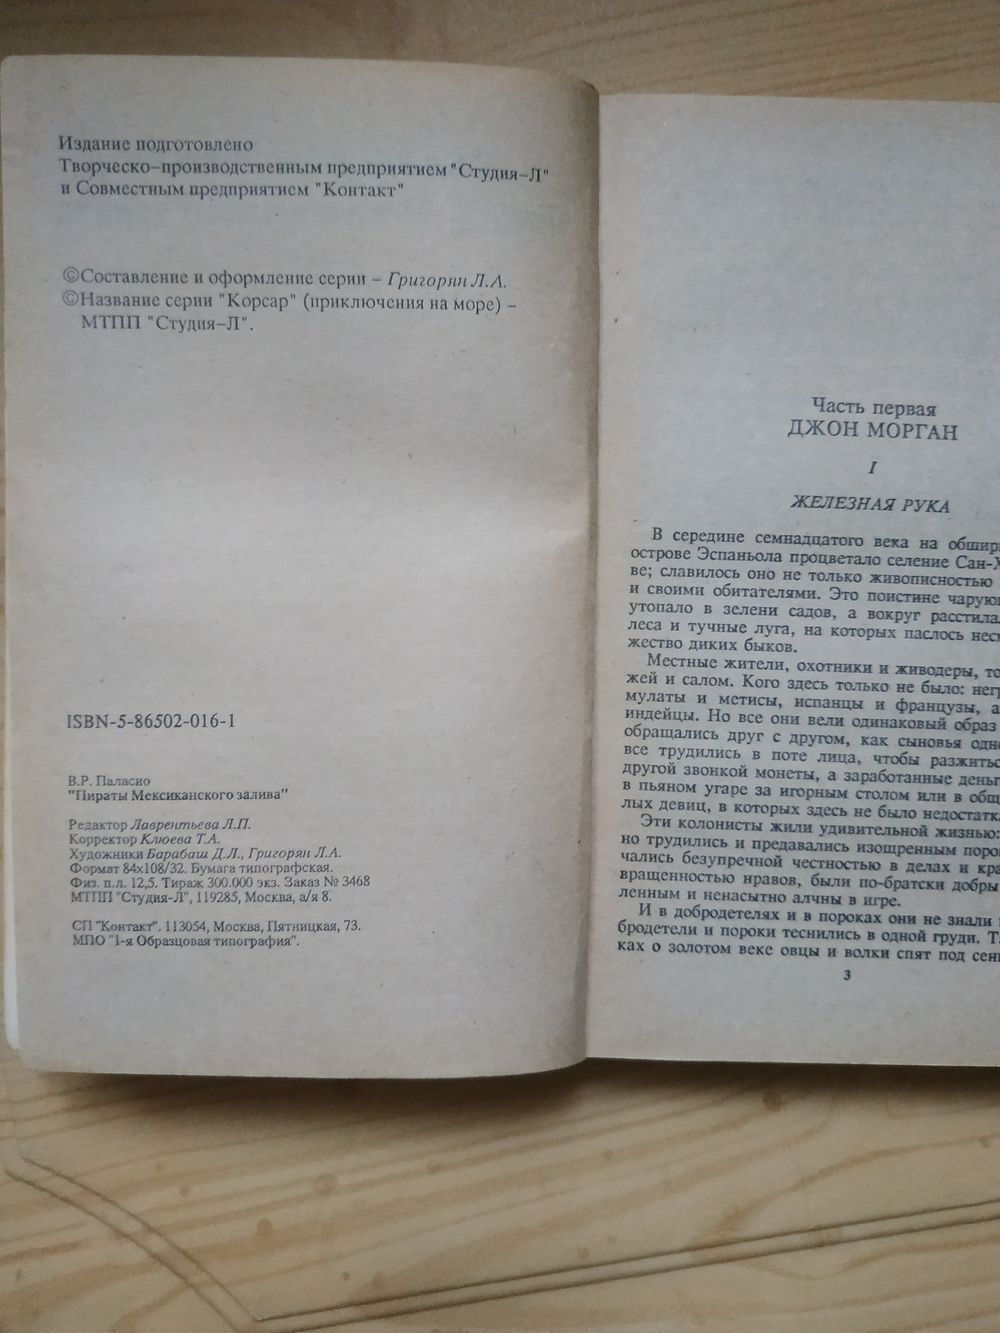 Издание подготовлено
Творческо-производственным предприятием "Студия-Л"
и Совместным предприятием "Контакт"
©Составление и оформление серии - Григорян Л.А.
©Название серии "Корсар" (приключения на море) -
МТПП "Студия-Л".
ISBN-5-86502-016-1
В.Р. Паласио
"Пираты Мексиканского залива"
Редактор Лаврентьева Л.П.
Корректор Клюева Т.А.
Художники Барабаш Д.Л., Григорян Л.А.
Формат 84х108/32. Бумага типографская.
Физ. п.л. 12,5. Тираж 300.000 экз. Заказ № 3468
МТПП "Студия-Л", 119285, Москва, а/я 8.
СП "Контакт". 113054, Москва, Пятницкая, 73.
МПО "1-я Образцовая типография".
Часть первая
ДЖОН МОРГАН
I
ЖЕЛЕЗНАЯ РУКА
В середине семнадцатого века на обшир
острове Эспаньола процветало селение Сан-Х
ве; славилось оно не только живописностью
и своими обитателями. Это поистине чарую
утопало в зелени садов, а вокруг расстила
леса и тучные луга, на которых паслось нес
жество диких быков.
Местные жители, охотники и живодеры, то
жей и салом. Кого здесь только не было: нег
мулаты и метисы, испанцы и французы, а
индейцы. Но все они вели одинаковый образ
обращались друг с другом, как сыновья одн
все трудились в поте лица, чтобы разжитьс
другой звонкой монеты, а заработанные деньг
в пьяном угаре за игорным столом или в общ
лых девиц, в которых здесь не было недостатк
Эти колонисты жили удивительной жизнью:
но трудились и предавались изощренным поро
чались безупречной честностью в делах и кра
вращенностью нравов, были по-братски добры
ленным и ненасытно алчны в игре.
И в добродетелях и в пороках они не знали
бродетели и пороки теснились в одной груди. Т
ках о золотом веке овцы и волки спят под сен
3